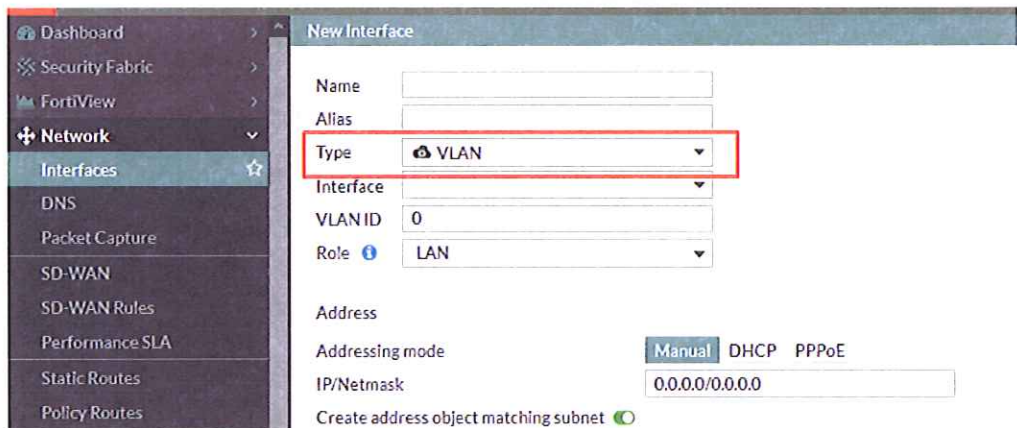 Dashboard
Security Fabric
FortiView
Network
Interfaces
DNS
Packet Capture
SD-WAN
SD-WAN Rules
Performance SLA
Static Routes
Policy Routes
New Interface
Name
Alias
Type VLAN
Interface
VLAN ID 0
Role LAN
Address
Addressing mode Manual DHCP PPPoE
IP/Netmask 0.0.0.0/0.0.0.0
Create address object matching subnet